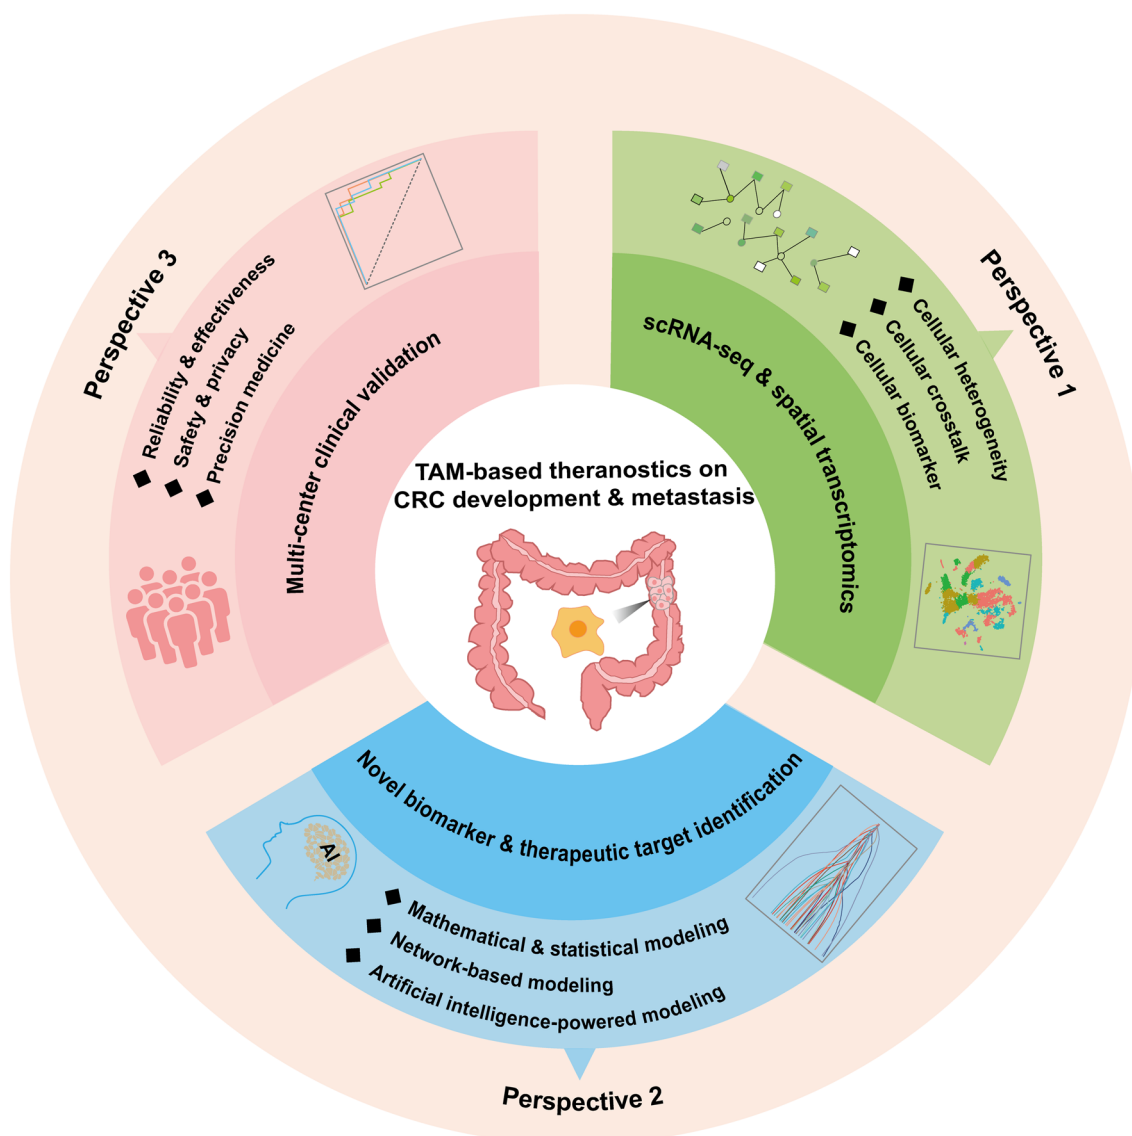 TAM-based theranostics on
CRC development & metastasis
Perspective 1
scRNA-seq & spatial transcriptomics
Cellular heterogeneity
Cellular crosstalk
Cellular biomarker
Perspective 2
Novel biomarker & therapeutic target identification
AI
Mathematical & statistical modeling
Network-based modeling
Artificial intelligence-powered modeling
Perspective 3
Multi-center clinical validation
Reliability & effectiveness
Safety & privacy
Precision medicine